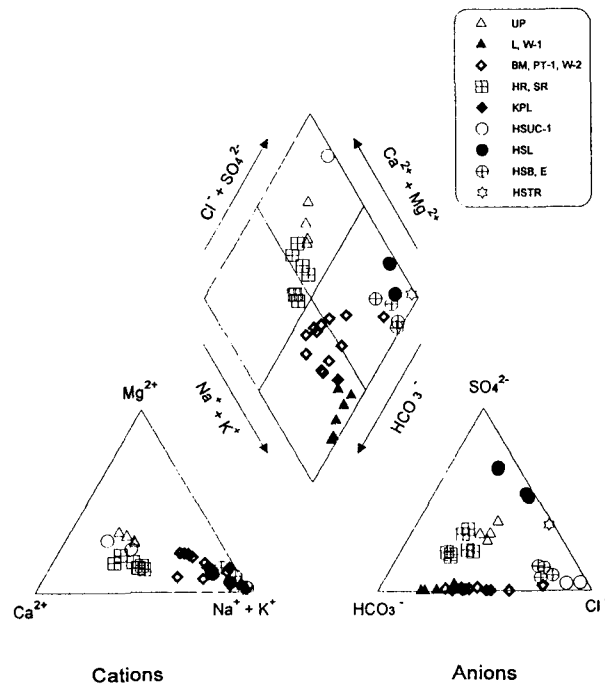 UP
L, W-1
BM, PT-1, W-2
HR, SR
KPL
HSUC-1
HSL
HSB, E
HSTR
Cl⁻ + SO4²⁻
Ca²⁺ + Mg²⁺
Na⁺ + K⁺
HCO3⁻
Mg²⁺
SO4²⁻
Ca²⁺
Na⁺ + K⁺
HCO3⁻
Cl
Cations
Anions